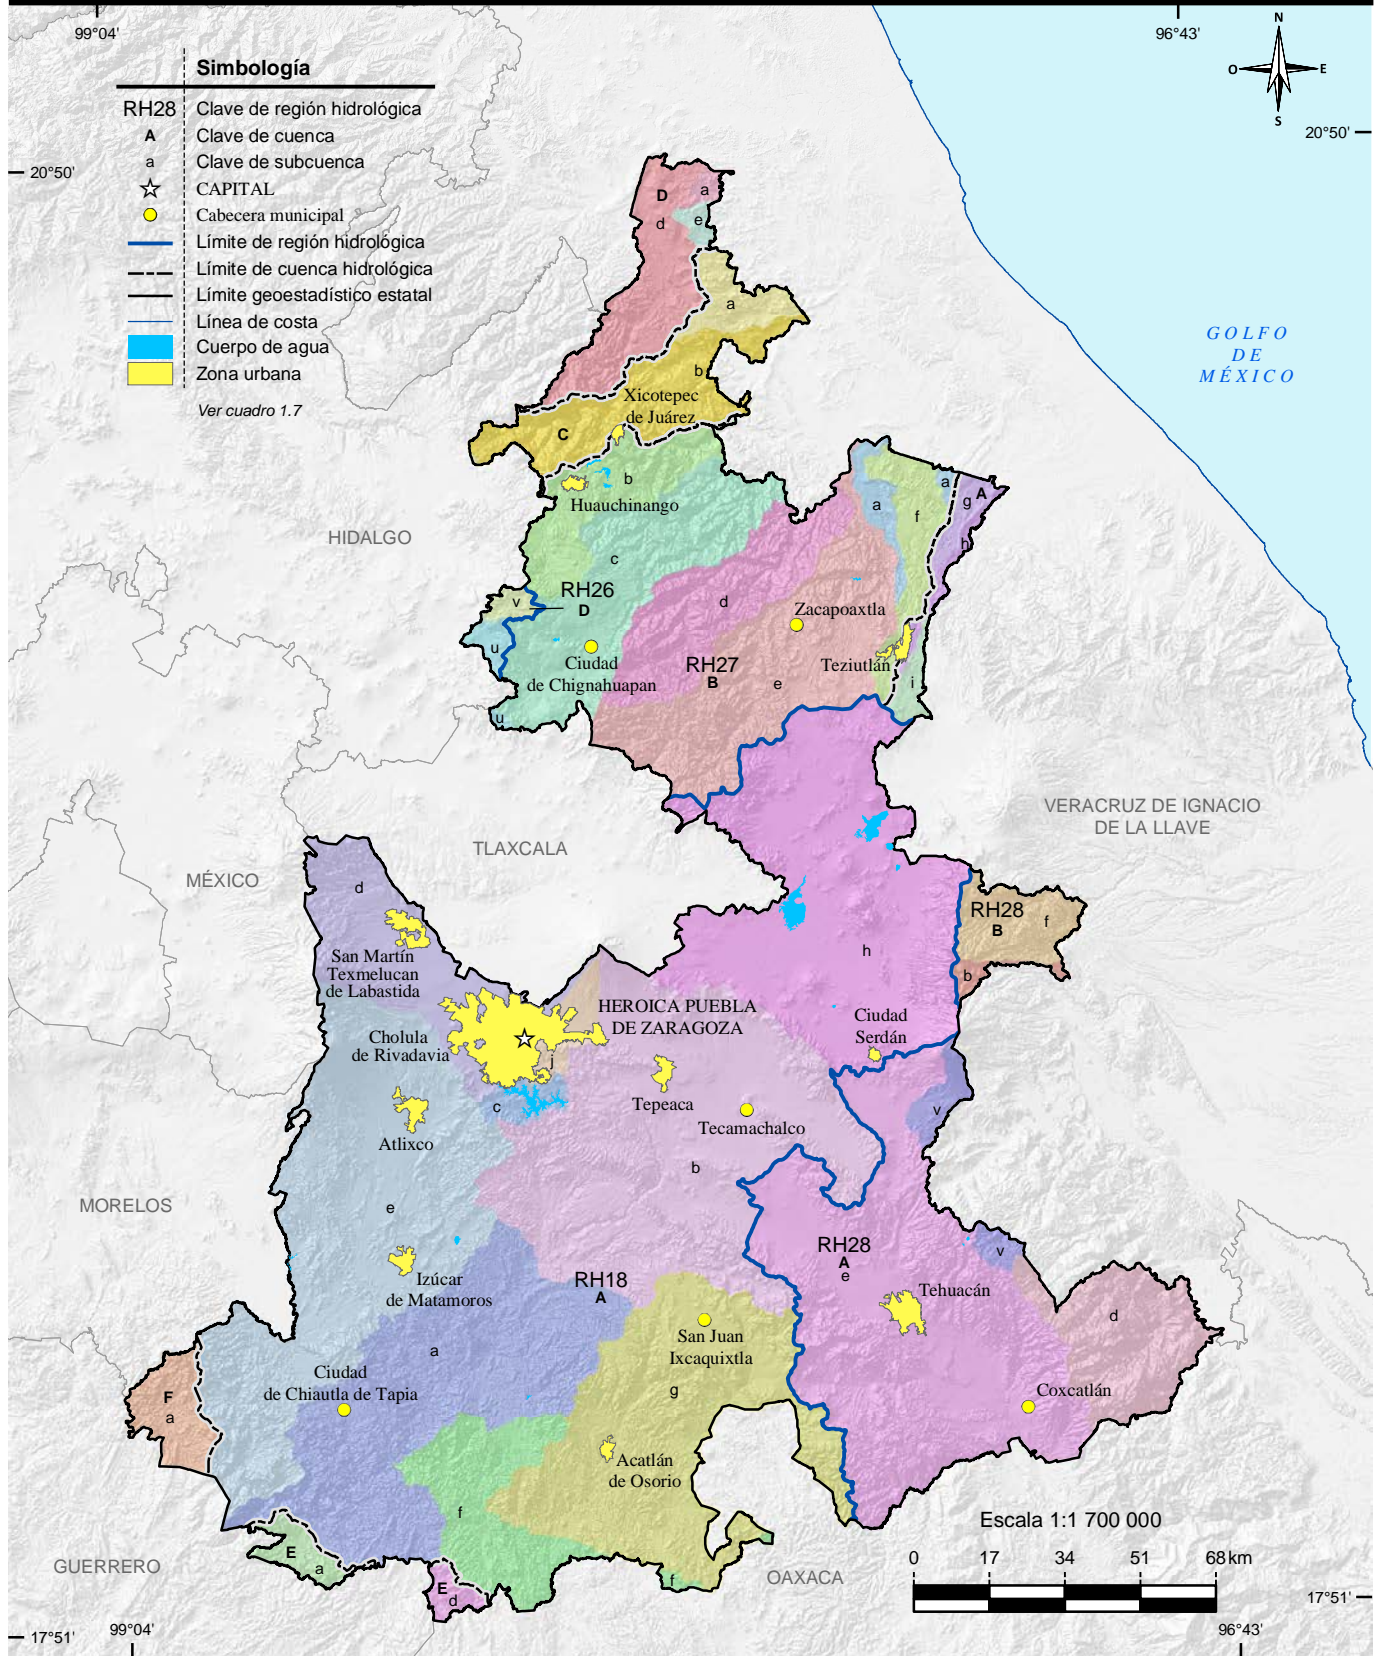 99°04'
96°43'
N
O
E
S
20°50'
20°50'
Simbología
RH28 Clave de región hidrológica
A Clave de cuenca
a Clave de subcuenca
CAPITAL
Cabecera municipal
Límite de región hidrológica
Límite de cuenca hidrológica
Límite geoestadístico estatal
Línea de costa
Cuerpo de agua
Zona urbana
Ver cuadro 1.7
GOLFO
DE
MÉXICO
D
a
d
e
a
b
Xicotepec
de Juárez
C
b
Huauchinango
a
f
a
g
A
h
HIDALGO
c
RH26
D
v
u
u
d
Zacapoaxtla
Ciudad
de Chignahuapan
RH27
B
e
Teziutlán
i
VERACRUZ DE IGNACIO
DE LA LLAVE
TLAXCALA
MÉXICO
d
San Martín
Texmelucan
de Labastida
RH28
B
f
b
h
HEROICA PUEBLA
DE ZARAGOZA
Cholula
de Rivadavia
Ciudad
Serdán
j
c
Tepeaca
Tecamachalco
Atlixco
v
b
MORELOS
e
RH28
A
e
v
Izúcar
de Matamoros
RH18
A
Tehuacán
San Juan
Ixcaquixtla
d
a
Ciudad
de Chiautla de Tapia
g
F
a
Coxcatlán
Acatlán
de Osorio
f
Escala 1:1 700 000
0 17 34 51 68 km
E
a
E
d
f
GUERRERO
OAXACA
17°51'
17°51'
99°04'
96°43'